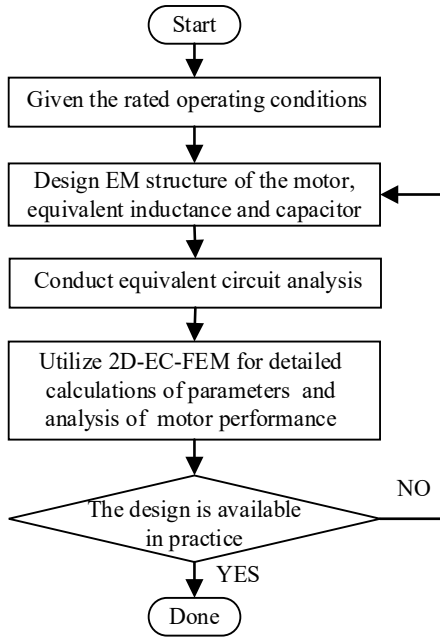 Start
Given the rated operating conditions
Design EM structure of the motor,
equivalent inductance and capacitor
Conduct equivalent circuit analysis
Utilize 2D-EC-FEM for detailed
calculations of parameters and
analysis of motor performance
The design is available
in practice
NO
YES
Done